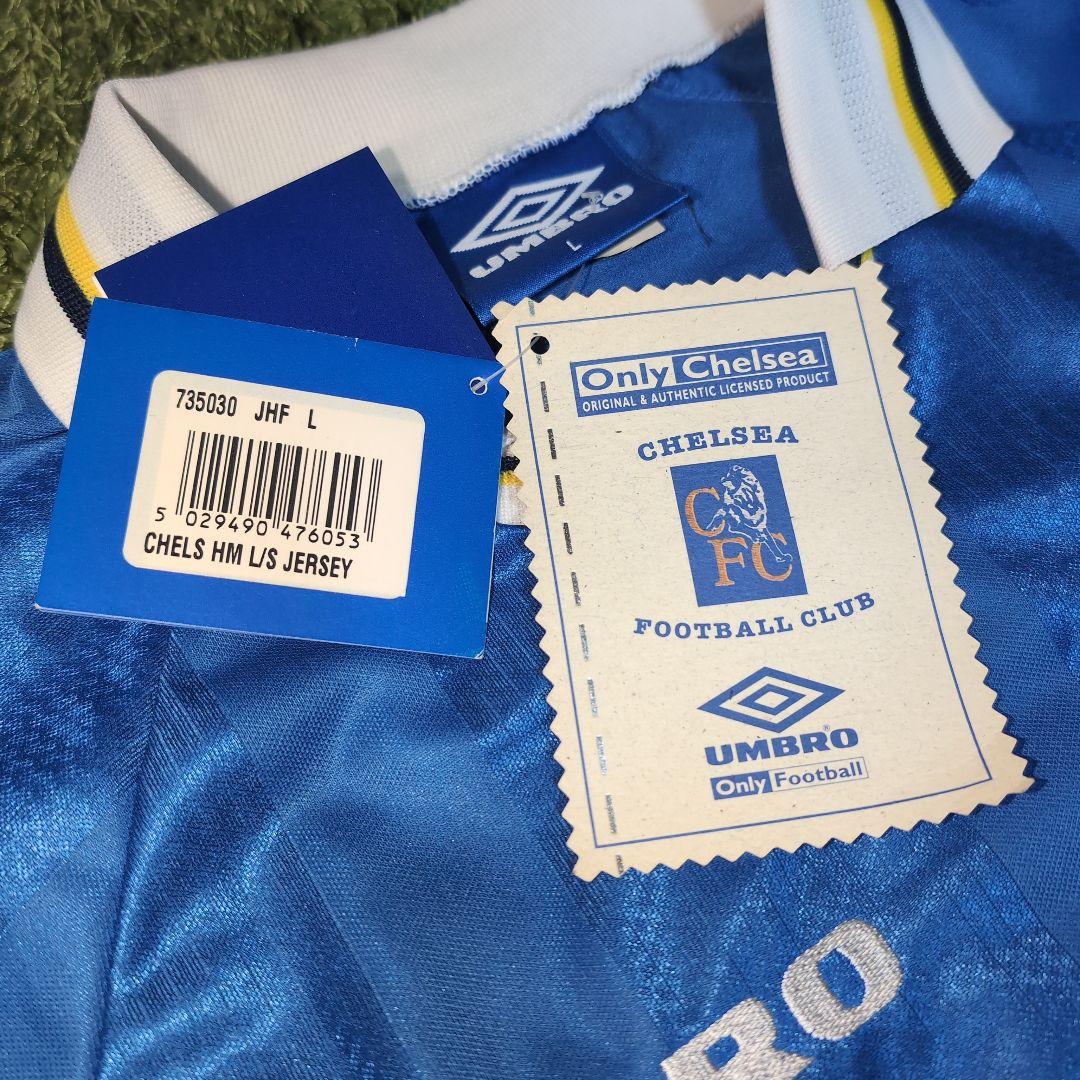 UMBRO
L
735030 JHF L
5 029490 476053
CHELS HM L/S JERSEY
Only Chelsea
ORIGINAL & AUTHENTIC LICENSED PRODUCT
CHELSEA
CFC
FOOTBALL CLUB
UMBRO®
Only Football
RO